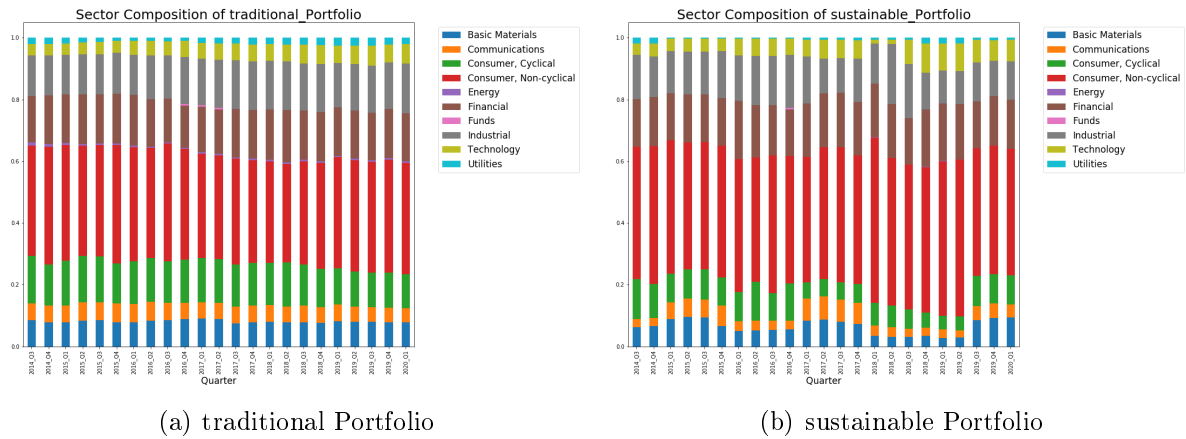 Sector Composition of traditional_Portfolio
1.0
0.8
0.6
0.4
0.2
0.0
2014_Q3
2014_Q4
2015_Q1
2015_Q2
2015_Q3
2015_Q4
2016_Q1
2016_Q2
2016_Q3
2016_Q4
2017_Q1
2017_Q2
2017_Q3
2017_Q4
2018_Q1
2018_Q2
2018_Q3
2018_Q4
2019_Q1
2019_Q2
2019_Q3
2019_Q4
2020_Q1
Quarter
Basic Materials
Communications
Consumer, Cyclical
Consumer, Non-cyclical
Energy
Financial
Funds
Industrial
Technology
Utilities
(a) traditional Portfolio
Sector Composition of sustainable_Portfolio
1.0
0.8
0.6
0.4
0.2
0.0
2014_Q3
2014_Q4
2015_Q1
2015_Q2
2015_Q3
2015_Q4
2016_Q1
2016_Q2
2016_Q3
2016_Q4
2017_Q1
2017_Q2
2017_Q3
2017_Q4
2018_Q1
2018_Q2
2018_Q3
2018_Q4
2019_Q1
2019_Q2
2019_Q3
2019_Q4
2020_Q1
Quarter
Basic Materials
Communications
Consumer, Cyclical
Consumer, Non-cyclical
Energy
Financial
Funds
Industrial
Technology
Utilities
(b) sustainable Portfolio